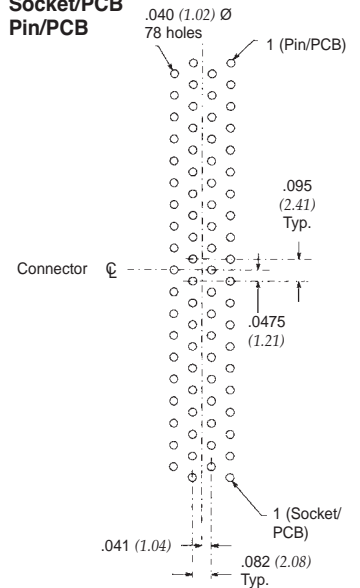 Socket/PCB
Pin/PCB
.040 (1.02) Ø
78 holes
1 (Pin/PCB)
.095
(2.41)
Typ.
Connector ℄
.0475
(1.21)
1 (Socket/
PCB)
.041 (1.04)
.082 (2.08)
Typ.